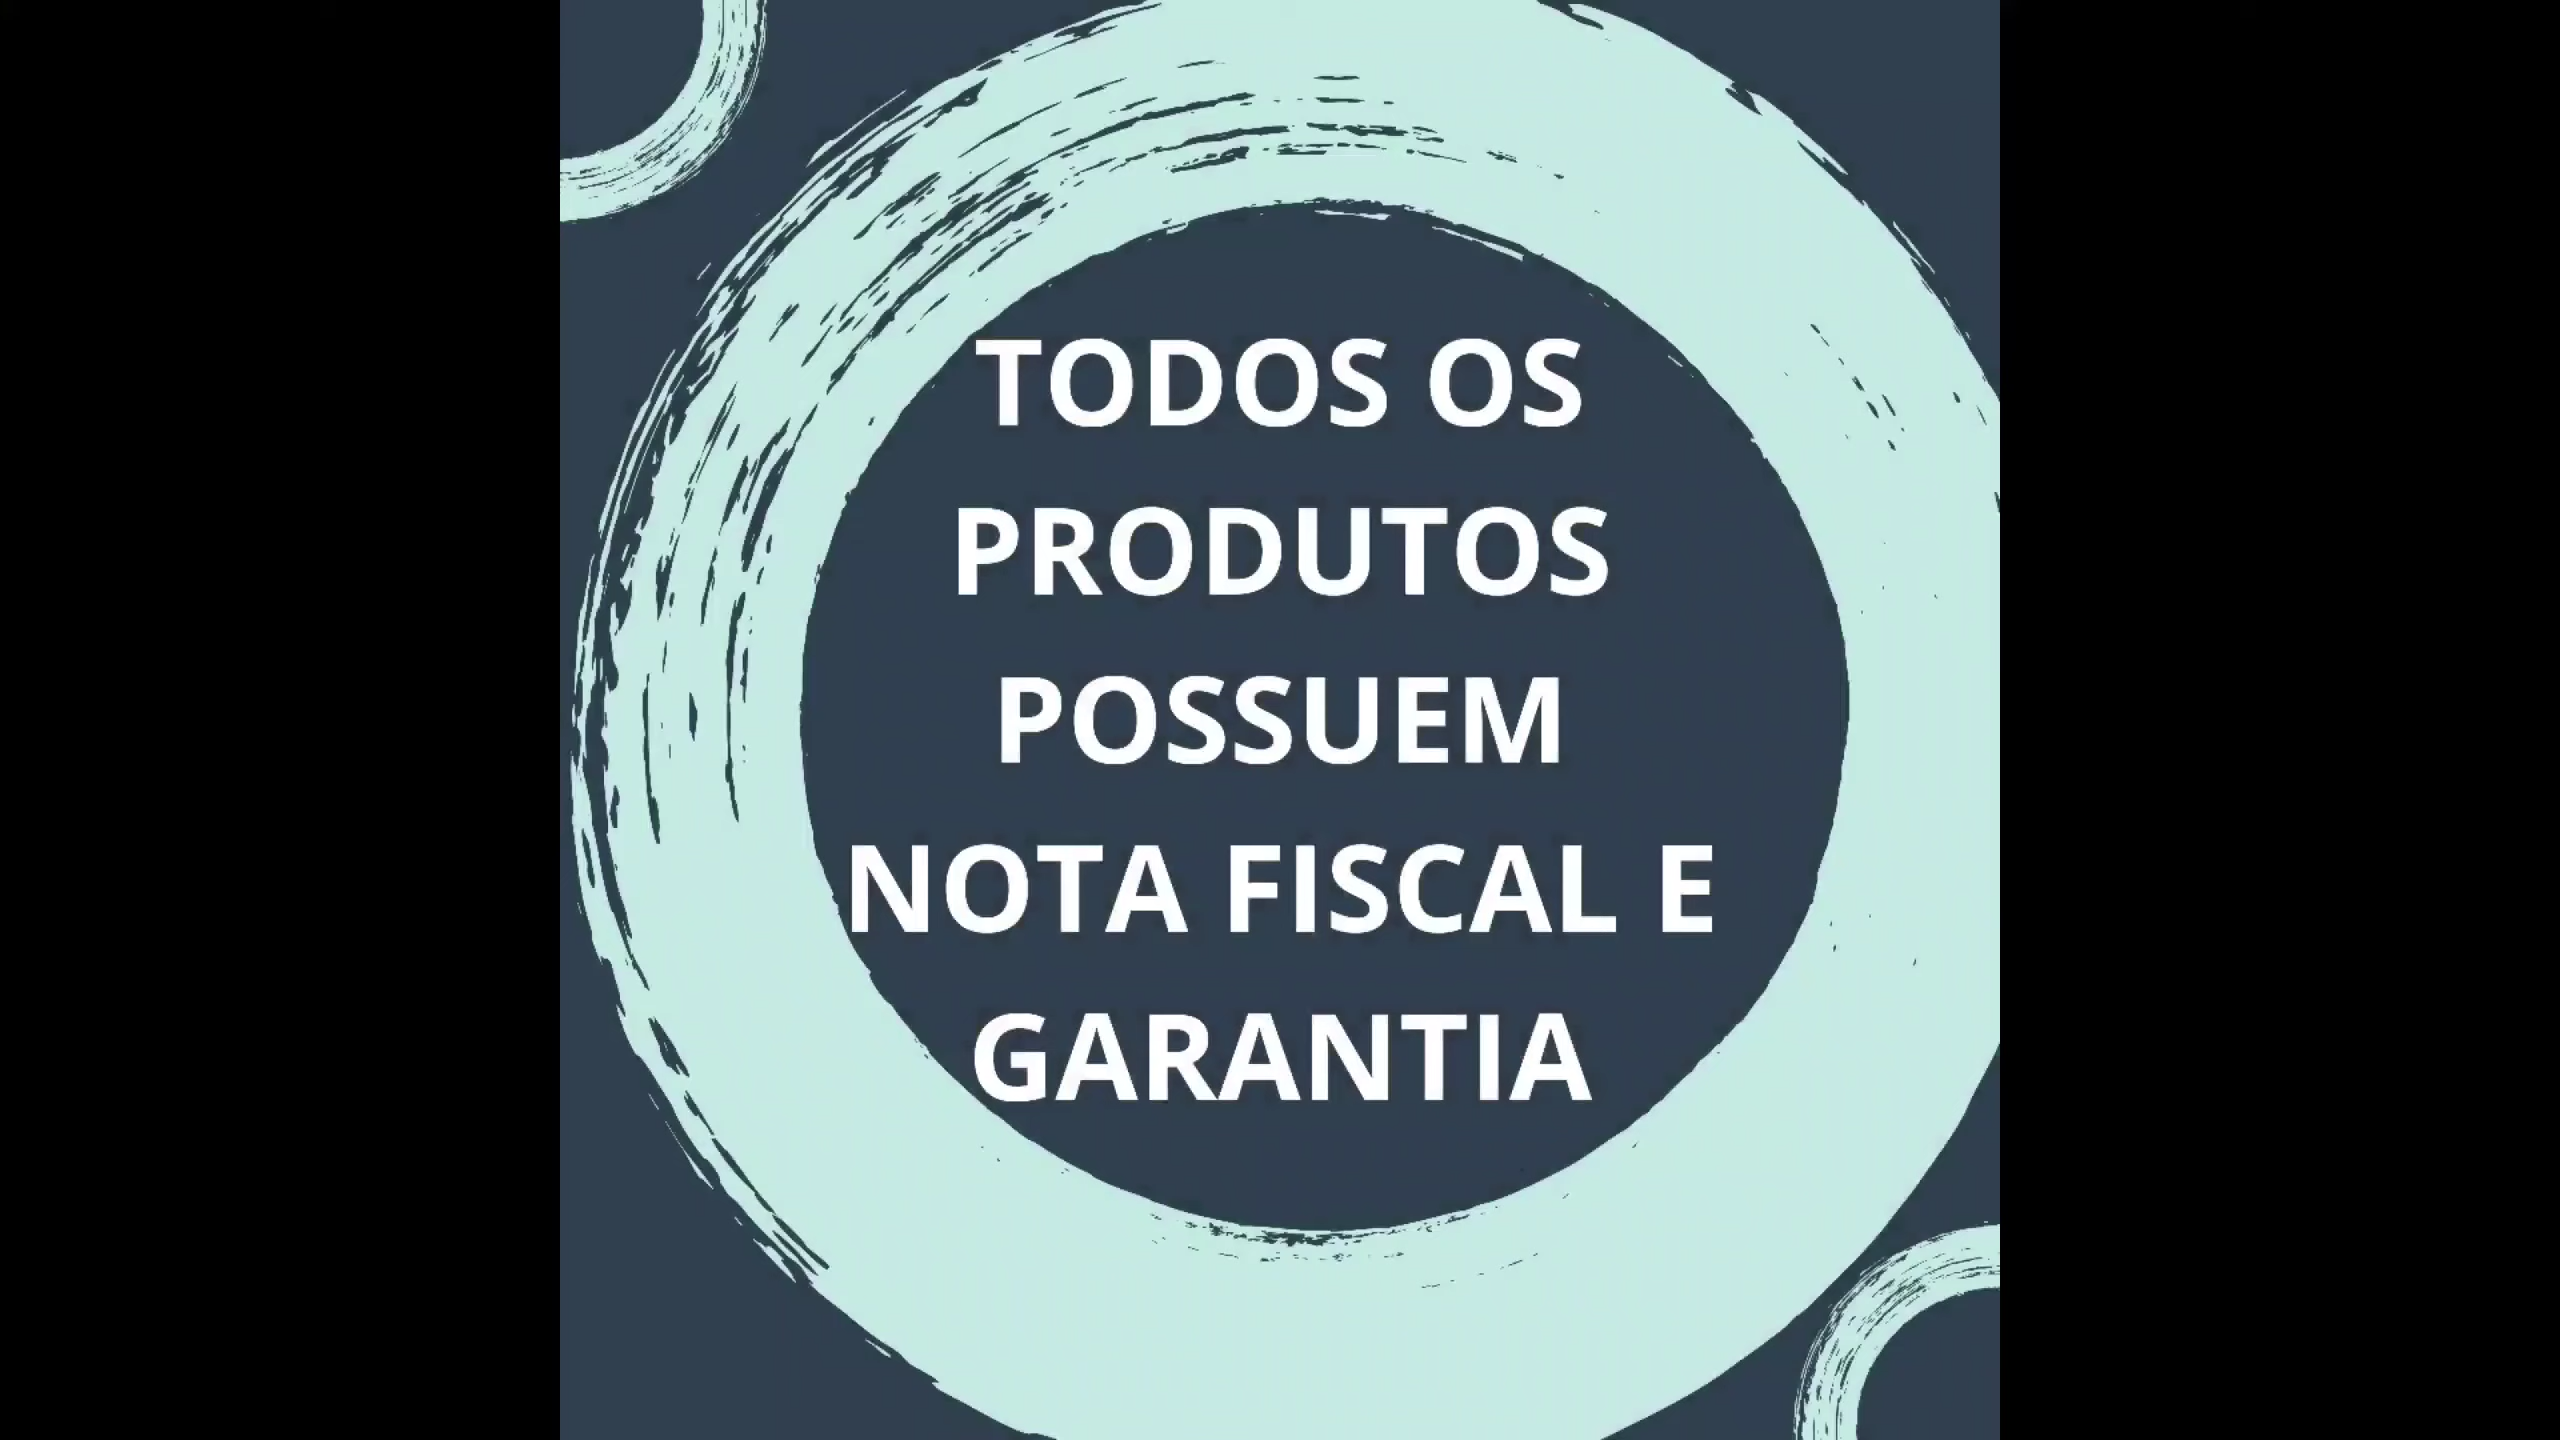 TODOS OS
PRODUTOS
POSSUEM
NOTA FISCAL E
GARANTIA